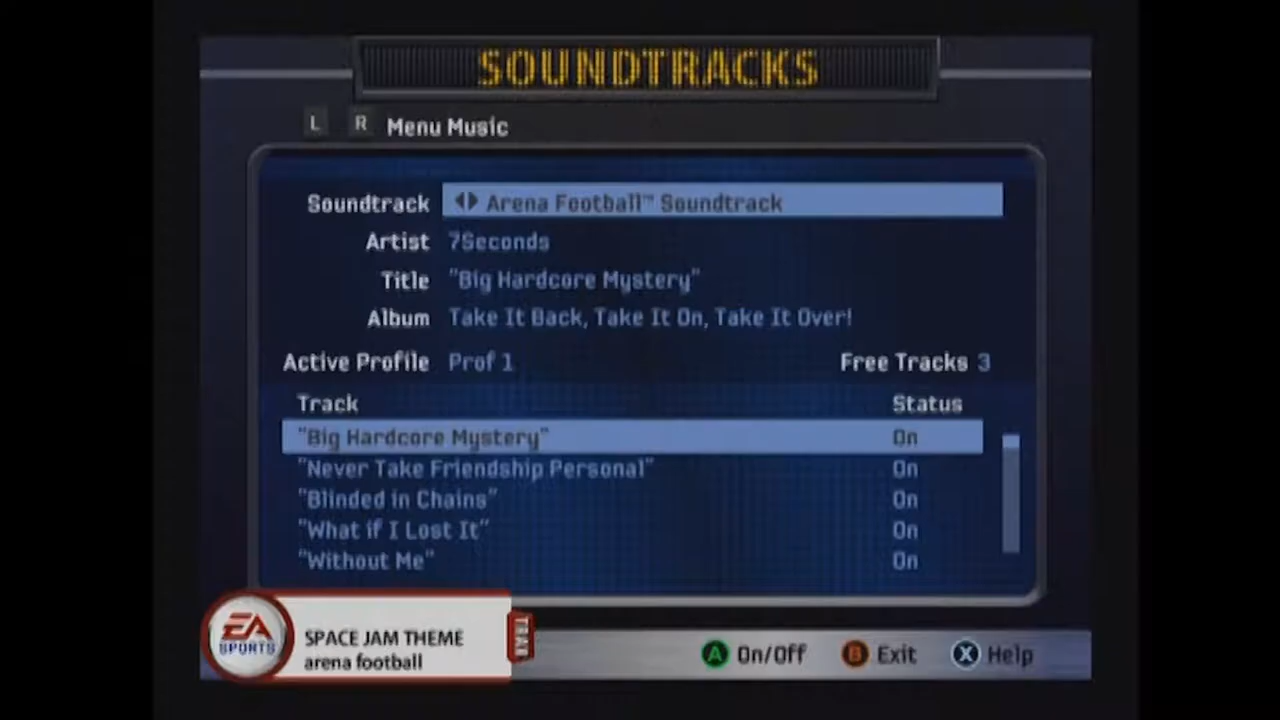 SOUNDTRACKS
L R Menu Music
Soundtrack Arena Football™ Soundtrack
Artist 7Seconds
Title "Big Hardcore Mystery"
Album Take It Back, Take It On, Take It Over!
Active Profile Prof 1 Free Tracks 3
Track Status
"Big Hardcore Mystery" On
"Never Take Friendship Personal" On
"Blinded in Chains" On
"What if I Lost It" On
"Without Me" On
EA SPORTS
SPACE JAM THEME
arena football
TRAX
A On/Off B Exit X Help